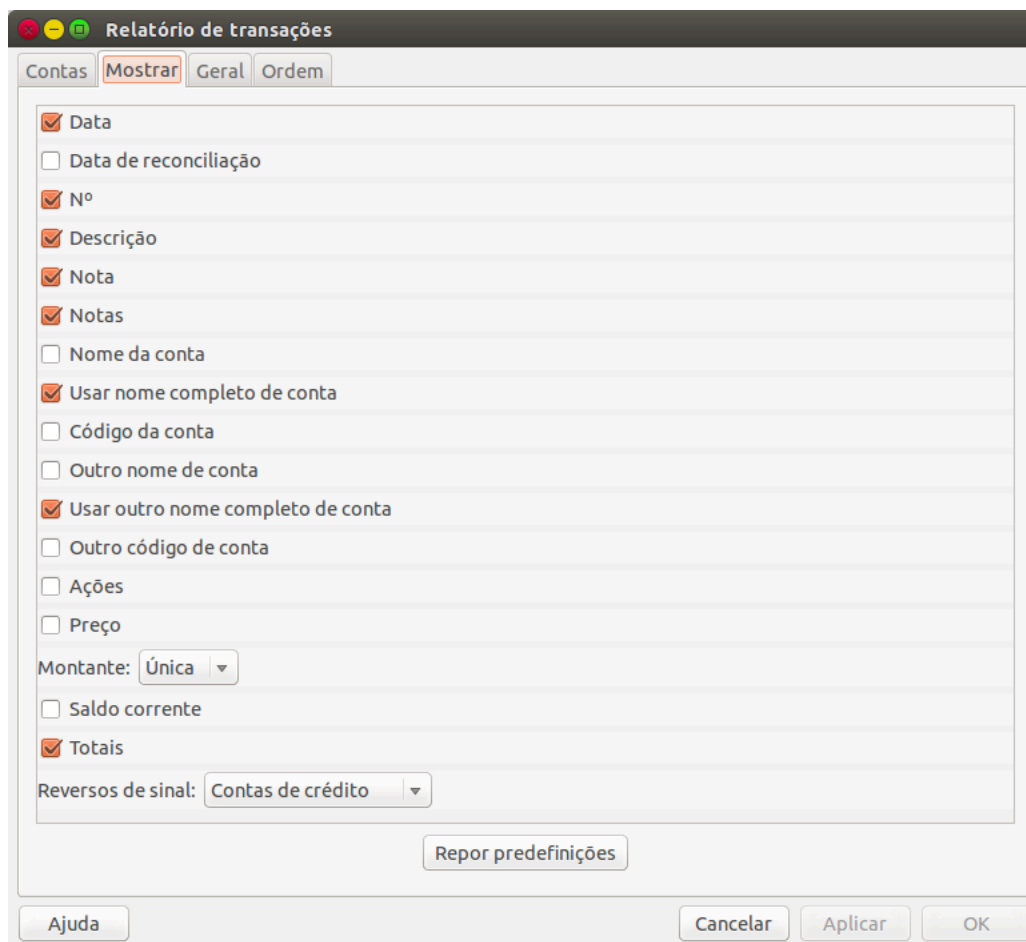 Relatório de transações
Contas Mostrar Geral Ordem
Data
Data de reconciliação
Nº
Descrição
Nota
Notas
Nome da conta
Usar nome completo de conta
Código da conta
Outro nome de conta
Usar outro nome completo de conta
Outro código de conta
Ações
Preço
Montante: Única
Saldo corrente
Totais
Reversos de sinal: Contas de crédito
Repor predefinições
Ajuda Cancelar Aplicar OK